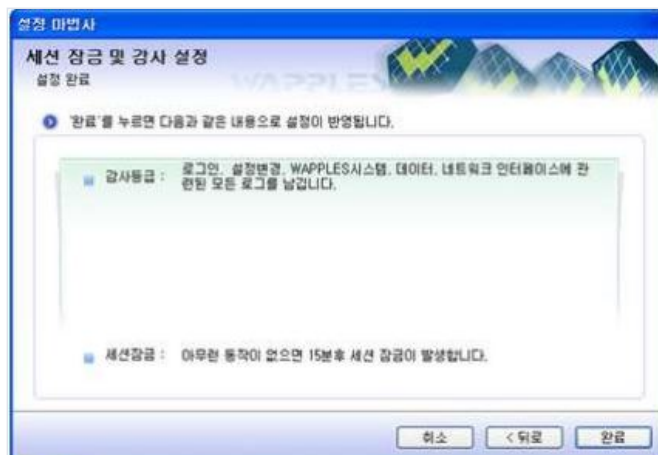 설정 마법사
세션 잠금 및 감사 설정
설정 완료
WAPPLES
'완료'를 누르면 다음과 같은 내용으로 설정이 반영됩니다.
감사등급 : 로그인, 설정변경, WAPPLES시스템, 데이터, 네트워크 인터페이스에 관
련된 모든 로그를 남깁니다.
세션잠금 : 아무런 동작이 없으면 15분후 세션 잠금이 발생합니다.
취소 < 뒤로 완료